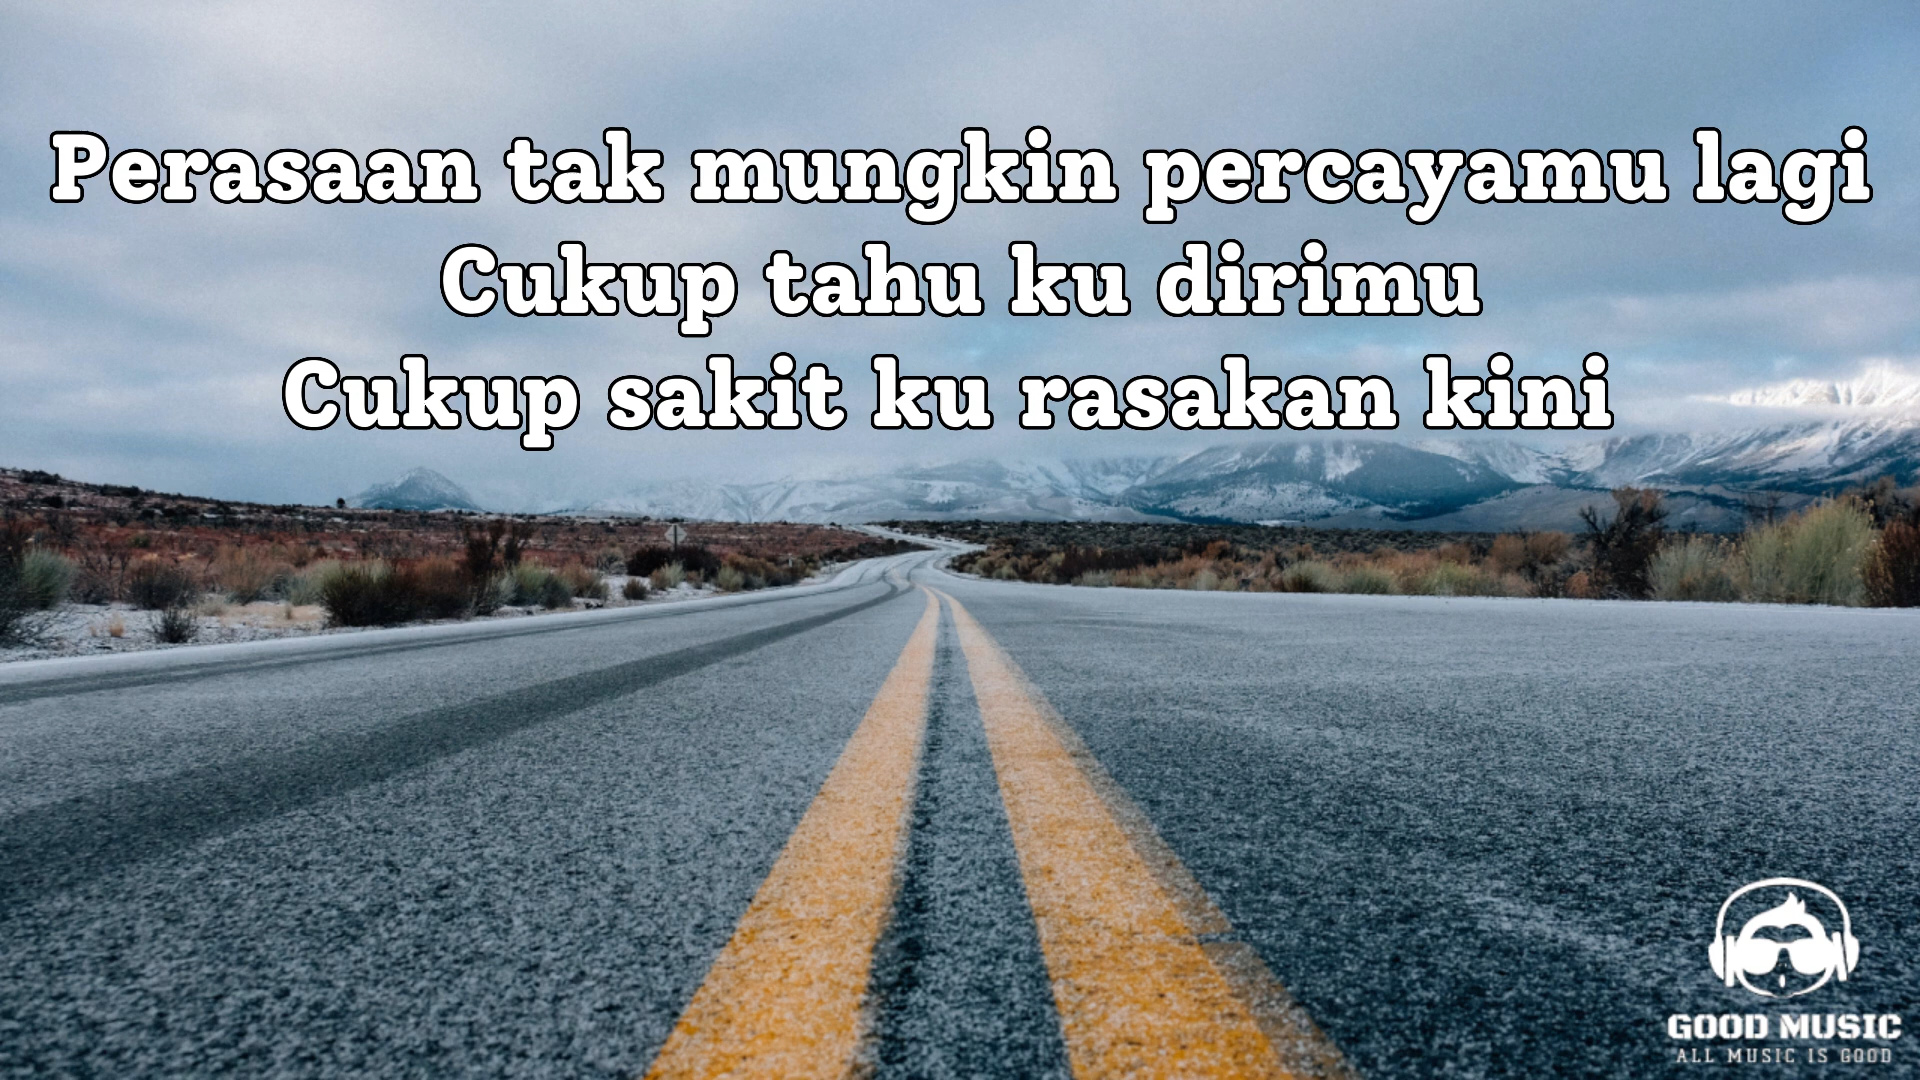 Perasaan tak mungkin percayamu lagi
Cukup tahu ku dirimu
Cukup sakit ku rasakan kini
GOOD MUSIC
ALL MUSIC IS GOOD